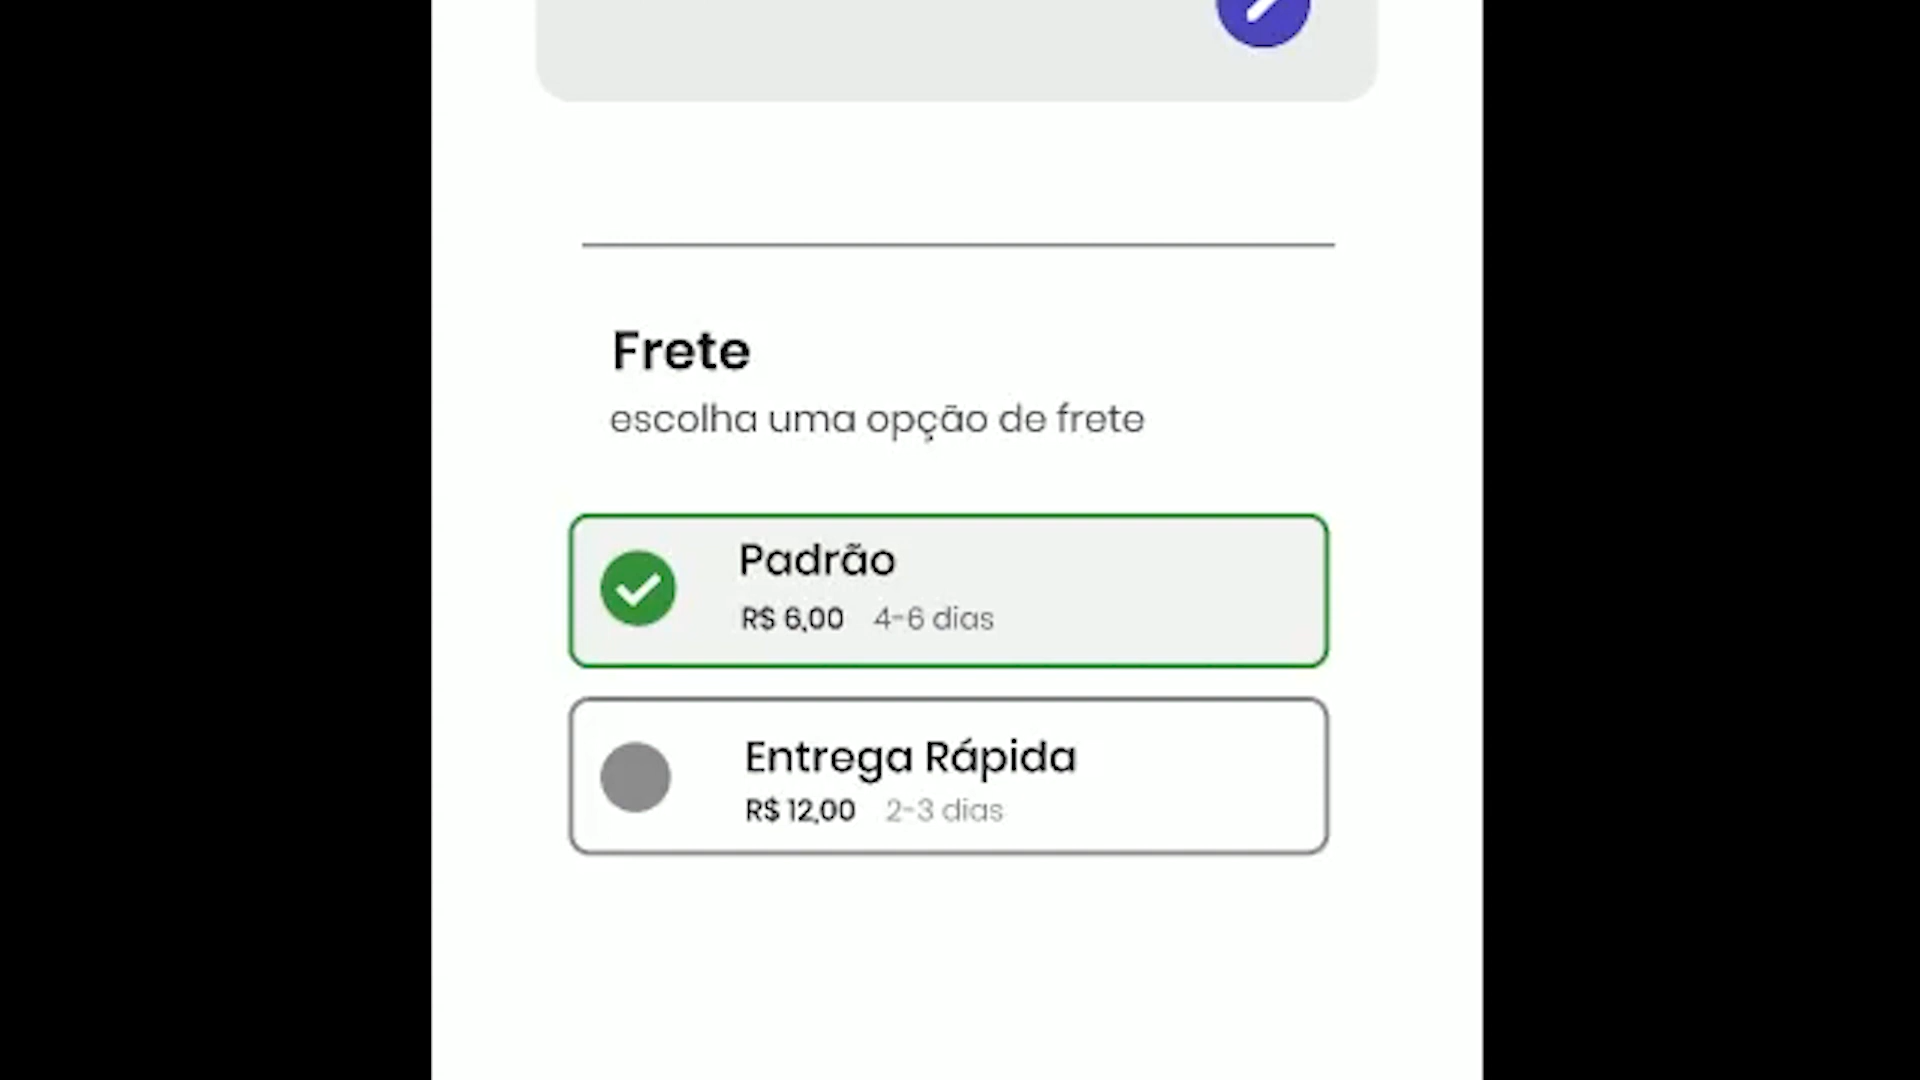 Frete
escolha uma opção de frete
Padrão
R$ 6,00 4-6 dias
Entrega Rápida
R$ 12,00 2-3 dias